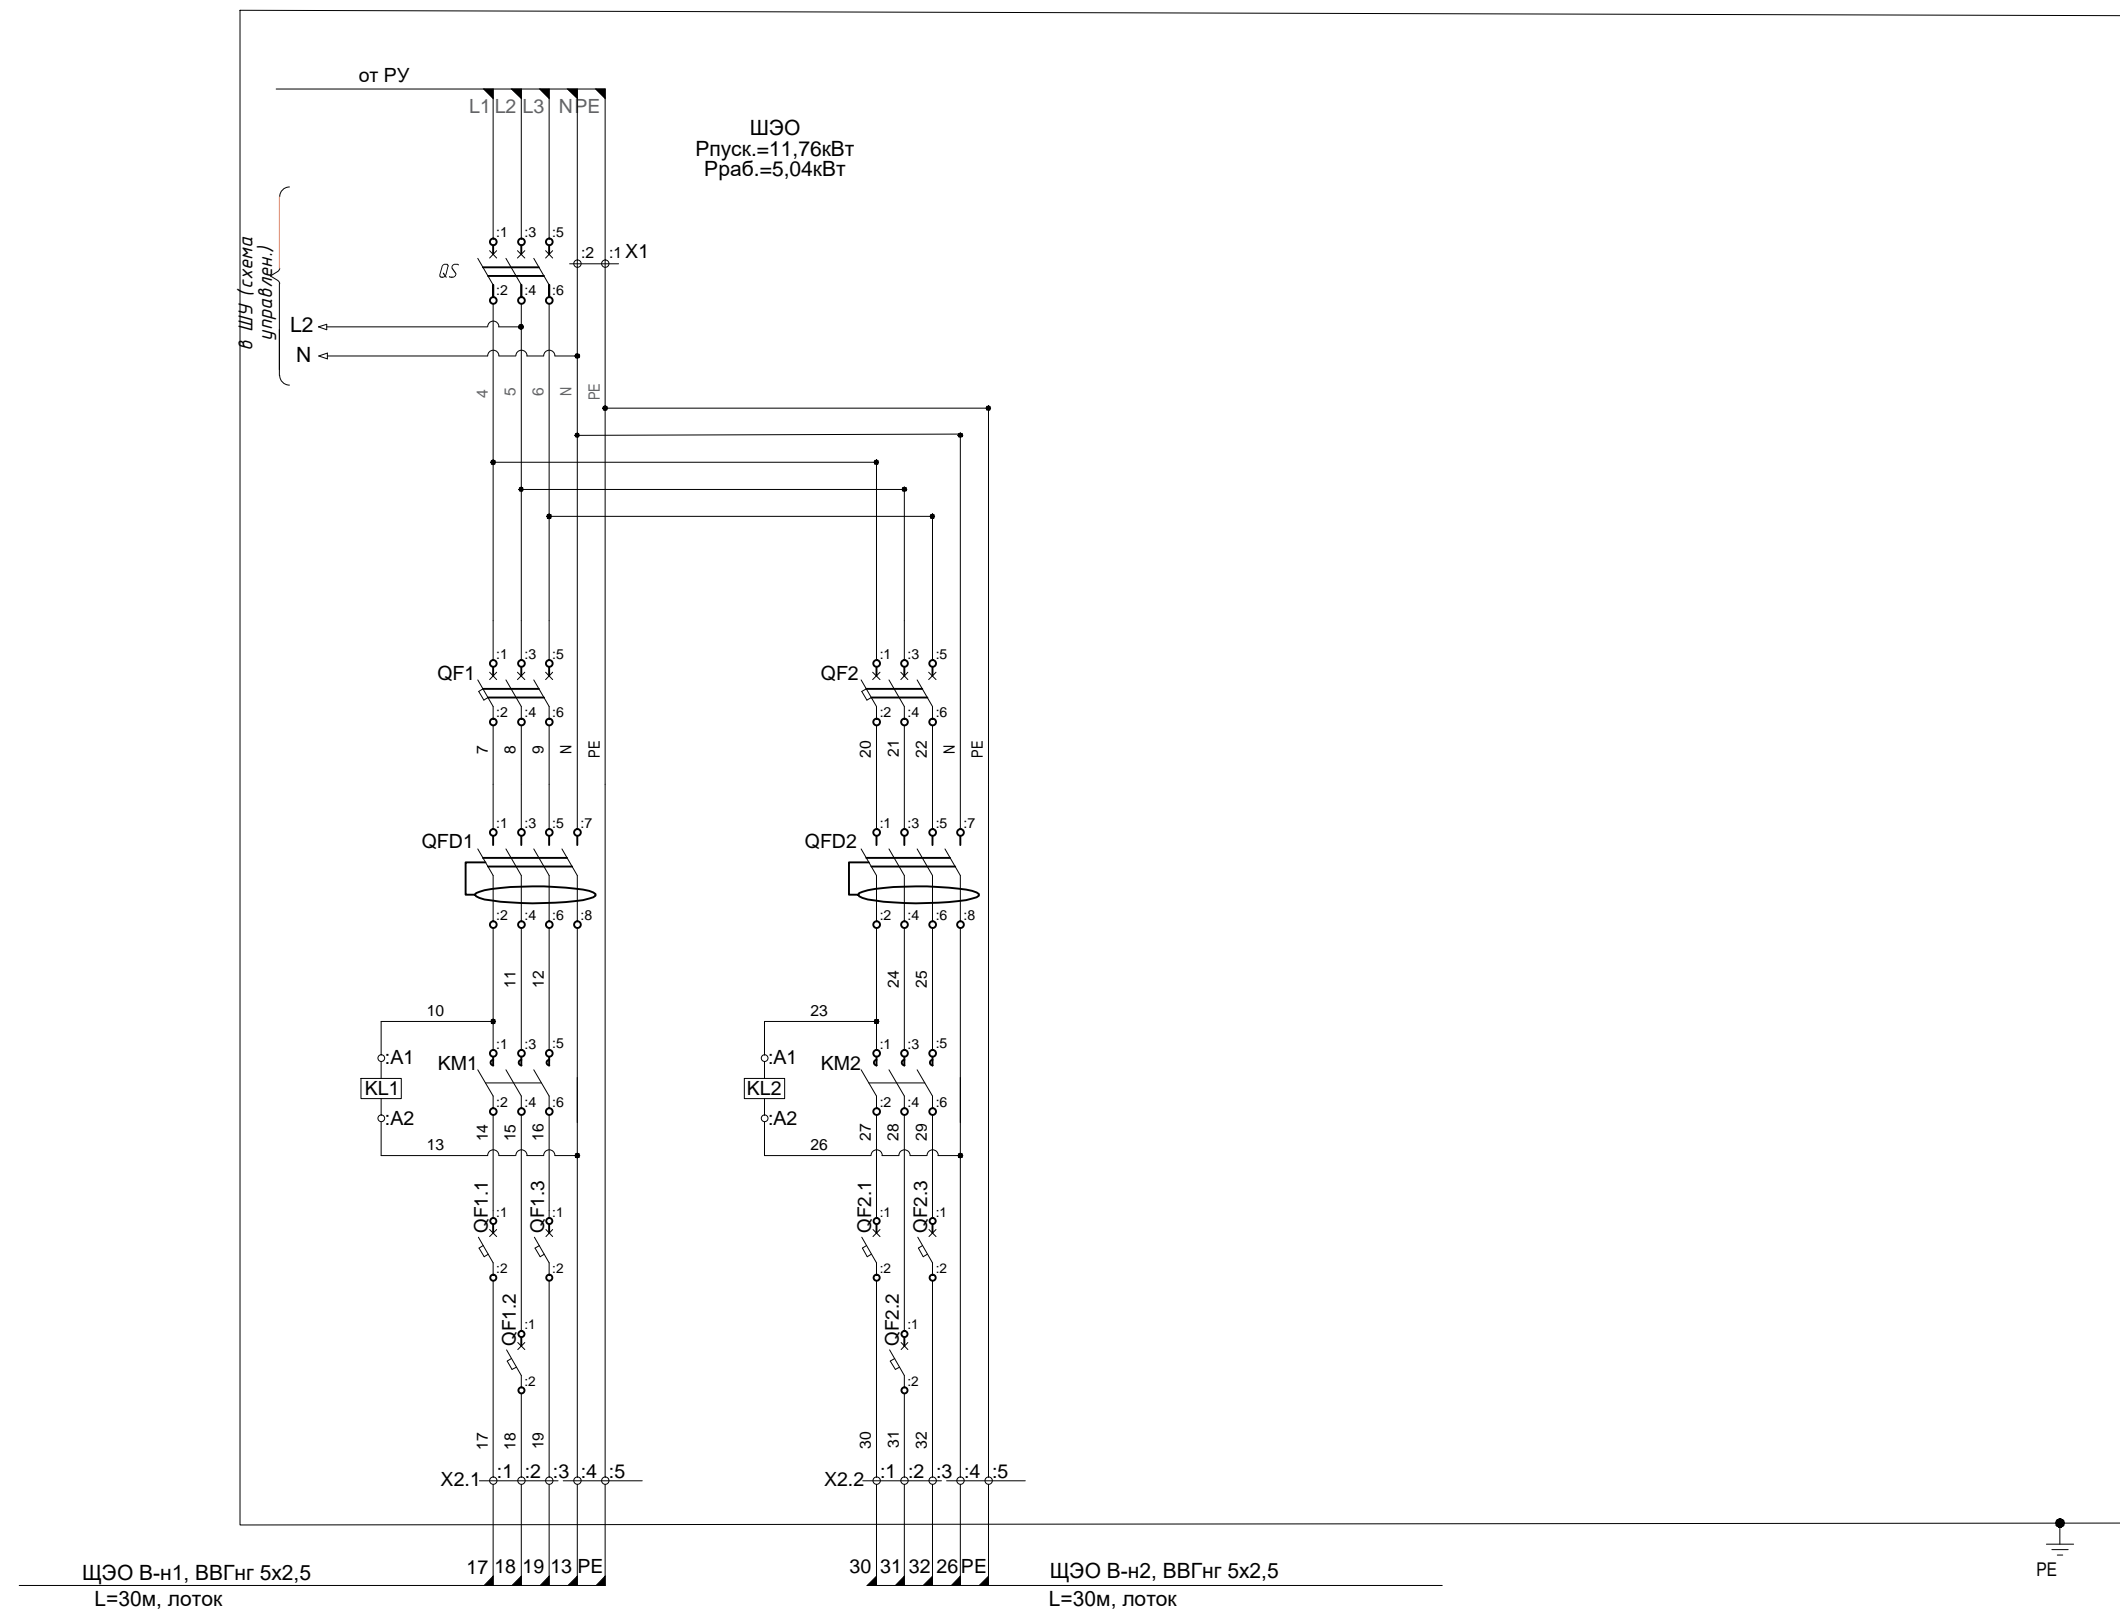 от РУ
L1 L2 L3 N PE
ШЭО
Рпуск.=11,76кВт
Рраб.=5,04кВт
:1 :3 :5
:2 :1 X1
QS
:2 :4 :6
в ШУ (схема
управлен.)
L2
N
4 5 6 N PE
:1 :3 :5
QF1
:2 :4 :6
:1 :3 :5
QF2
:2 :4 :6
7 8 9 N PE
20 21 22 N PE
:1 :3 :5 :7
QFD1
:2 :4 :6 :8
:1 :3 :5 :7
QFD2
:2 :4 :6 :8
11 12
24 25
10
:A1
KL1
:A2
13
:1 :3 :5
KM1
:2 :4 :6
14 15 16
23
:A1
KL2
:A2
26
:1 :3 :5
KM2
:2 :4 :6
27 28 29
QF1.1
:1
:2
QF1.3
:1
:2
QF1.2
:1
:2
QF2.1
:1
:2
QF2.3
:1
:2
QF2.2
:1
:2
17 18 19
30 31 32
X2.1 :1 :2 :3 :4 :5
X2.2 :1 :2 :3 :4 :5
17 18 19 13 PE
30 31 32 26 PE
ЩЭО В-н1, ВВГнг 5х2,5
L=30м, лоток
ЩЭО В-н2, ВВГнг 5х2,5
L=30м, лоток
PE